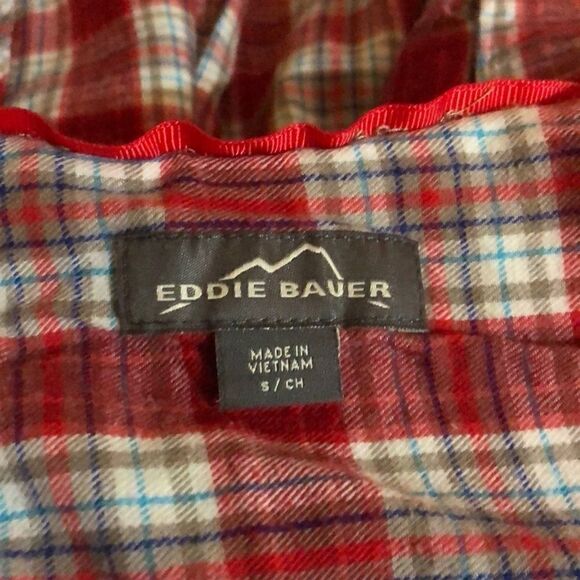 EDDIE BAUER
MADE IN
VIETNAM
S / CH